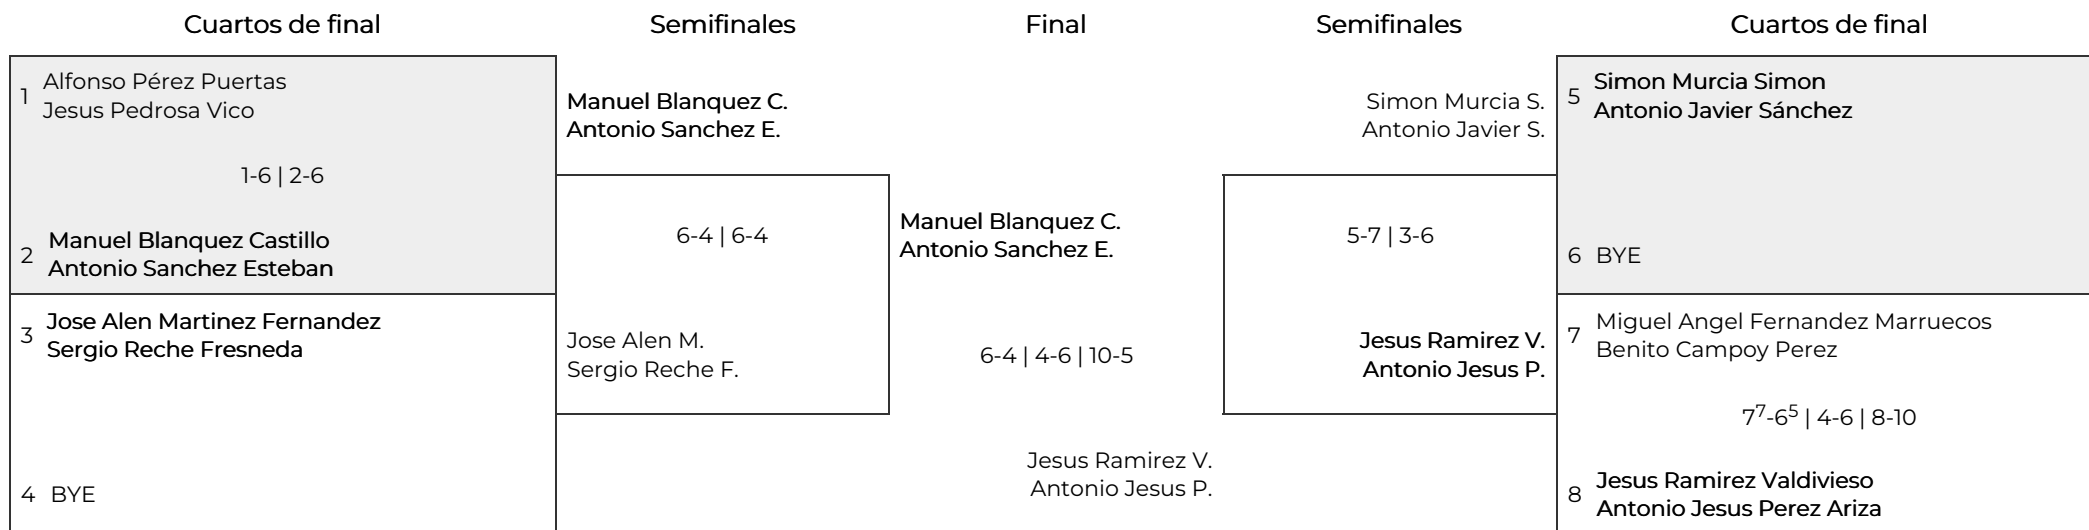 Cuartos de final
Semifinales
Final
Semifinales
Cuartos de final
1
Alfonso Pérez Puertas
Jesus Pedrosa Vico
1-6 | 2-6
2
Manuel Blanquez Castillo
Antonio Sanchez Esteban
3
Jose Alen Martinez Fernandez
Sergio Reche Fresneda
4 BYE
Manuel Blanquez C.
Antonio Sanchez E.
6-4 | 6-4
Jose Alen M.
Sergio Reche F.
Manuel Blanquez C.
Antonio Sanchez E.
6-4 | 4-6 | 10-5
Jesus Ramirez V.
Antonio Jesus P.
Simon Murcia S.
Antonio Javier S.
5-7 | 3-6
Jesus Ramirez V.
Antonio Jesus P.
5
Simon Murcia Simon
Antonio Javier Sánchez
6 BYE
7
Miguel Angel Fernandez Marruecos
Benito Campoy Perez
7⁷-6⁵ | 4-6 | 8-10
8
Jesus Ramirez Valdivieso
Antonio Jesus Perez Ariza